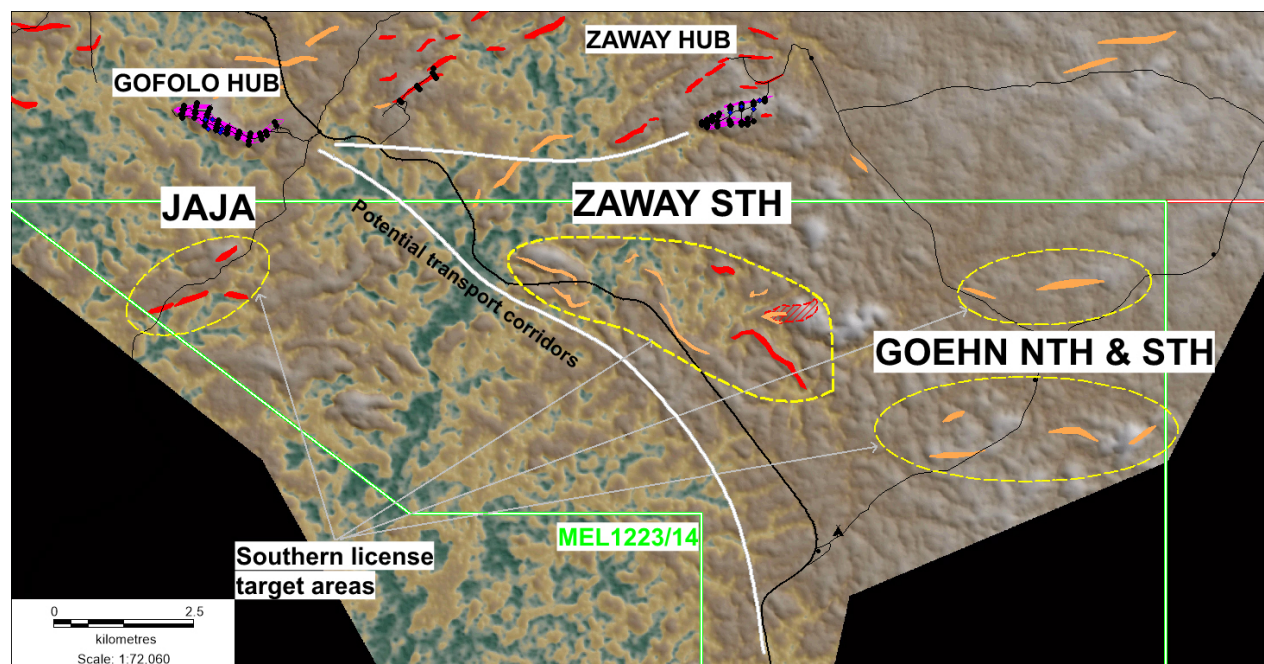 ZAWAY HUB
GOFOLO HUB
JAJA
ZAWAY STH
Potential transport corridors
GOEHN NTH & STH
MEL1223/14
Southern license
target areas
0 2.5
kilometres
Scale: 1:72.060